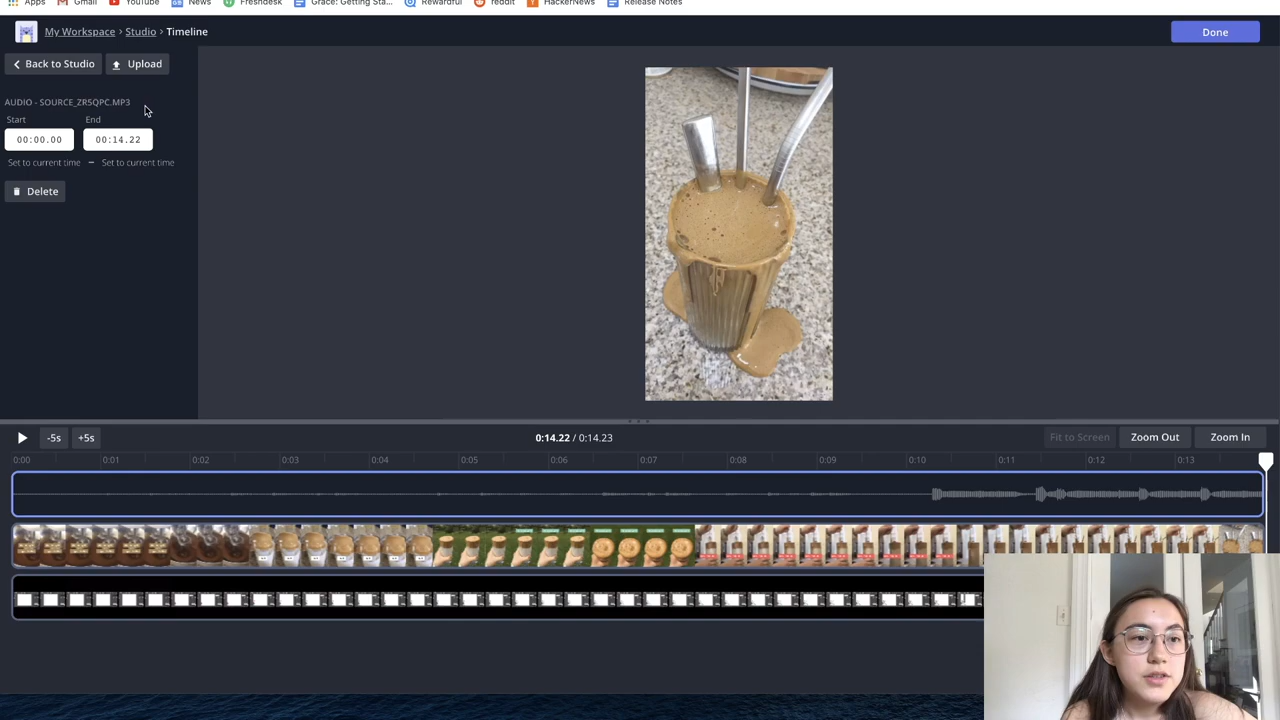 Apps Gmail YouTube News Freshdesk Grace: Getting Sta... Rewardful reddit HackerNews Release Notes
My Workspace › Studio › Timeline
Done
Back to Studio Upload
AUDIO - SOURCE_ZR5QPC.MP3
Start End
00:00.00 00:14.22
Set to current time – Set to current time
Delete
-5s +5s 0:14.22 / 0:14.23 Fit to Screen Zoom Out Zoom In
0:00 0:01 0:02 0:03 0:04 0:05 0:06 0:07 0:08 0:09 0:10 0:11 0:12 0:13